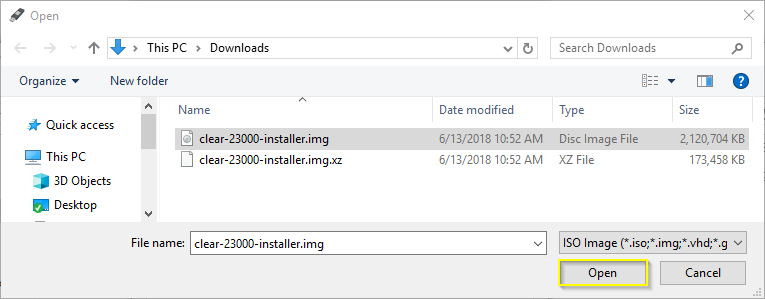 Open
This PC > Downloads
Search Downloads
Organize New folder ?
Name Date modified Type Size
Quick access
This PC
3D Objects
Desktop
clear-23000-installer.img 6/13/2018 10:52 AM Disc Image File 2,120,704 KB
clear-23000-installer.img.xz 6/13/2018 10:52 AM XZ File 173,458 KB
File name: clear-23000-installer.img ISO Image (*.iso;*.img;*.vhd;*.g
Open Cancel